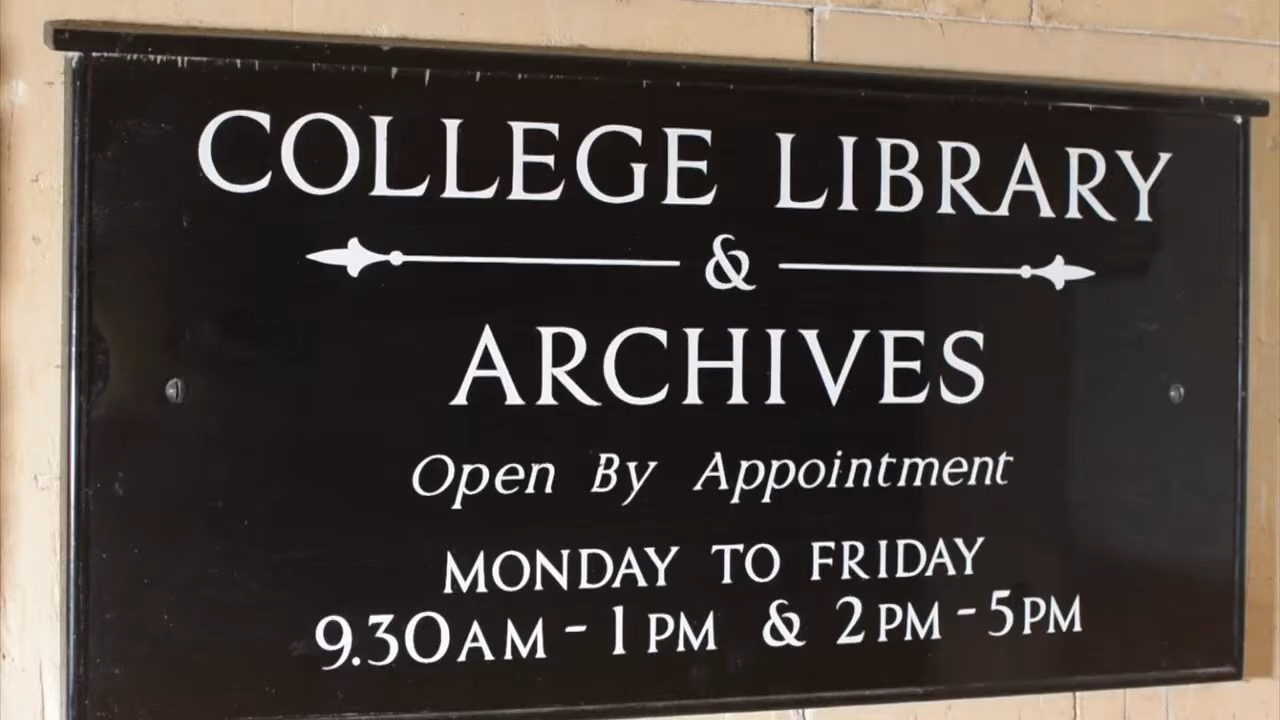 COLLEGE LIBRARY
&
ARCHIVES
Open By Appointment
MONDAY TO FRIDAY
9.30AM - 1PM & 2PM - 5PM